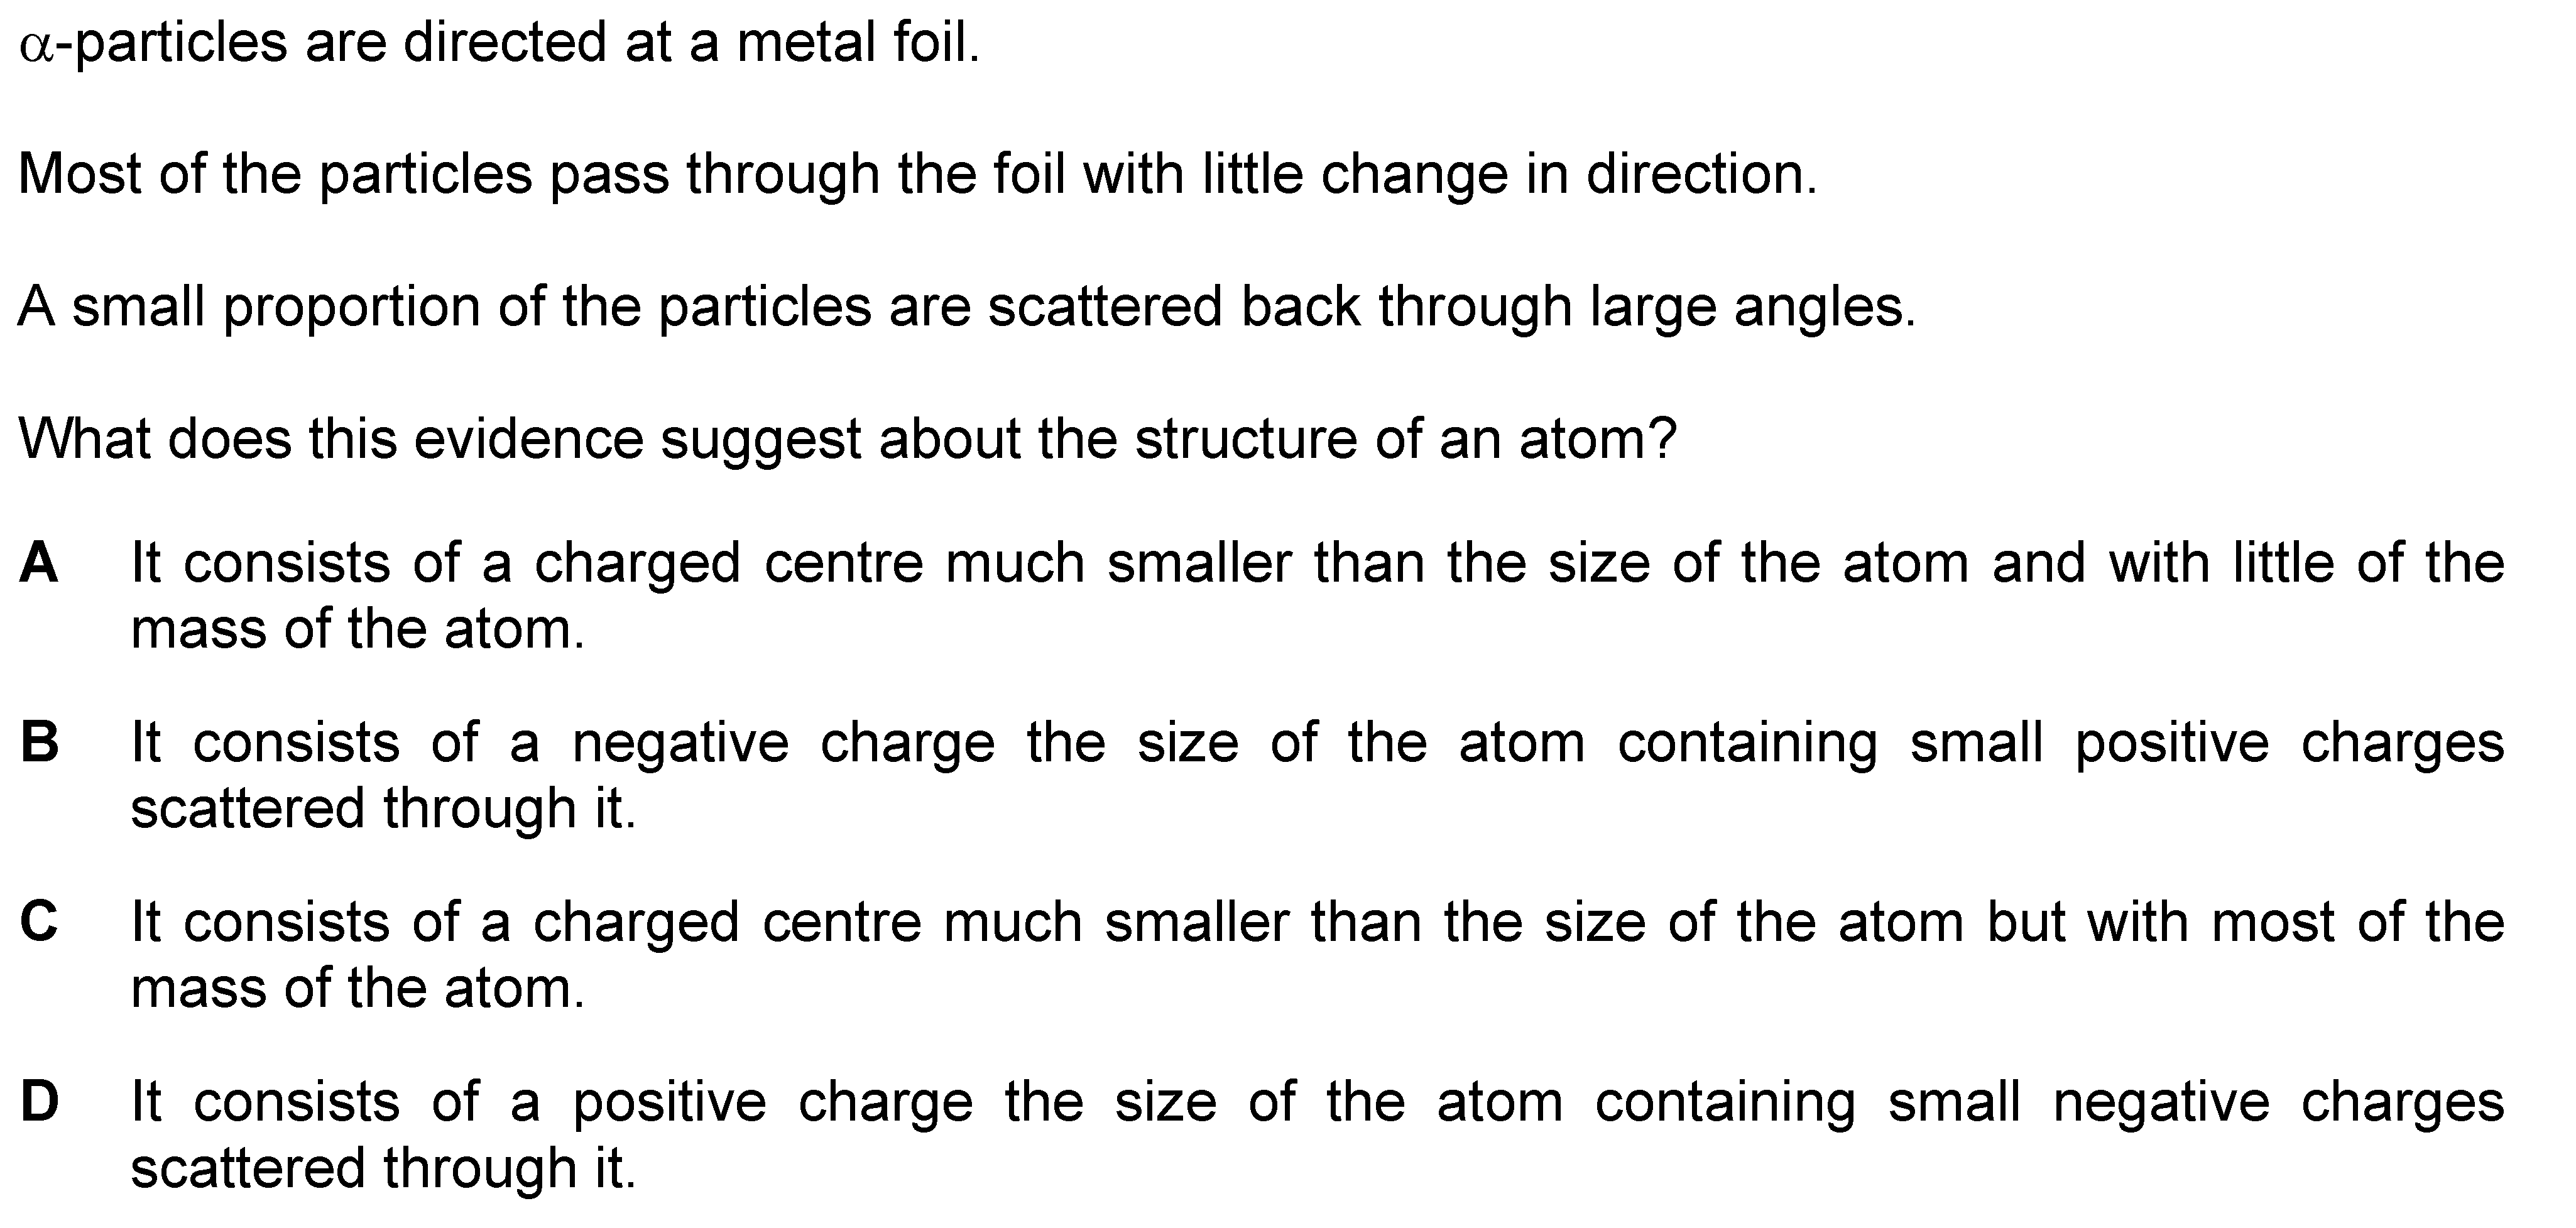 α-particles are directed at a metal foil.
Most of the particles pass through the foil with little change in direction.
A small proportion of the particles are scattered back through large angles.
What does this evidence suggest about the structure of an atom?
A It consists of a charged centre much smaller than the size of the atom and with little of the
mass of the atom.
B It consists of a negative charge the size of the atom containing small positive charges
scattered through it.
C It consists of a charged centre much smaller than the size of the atom but with most of the
mass of the atom.
D It consists of a positive charge the size of the atom containing small negative charges
scattered through it.